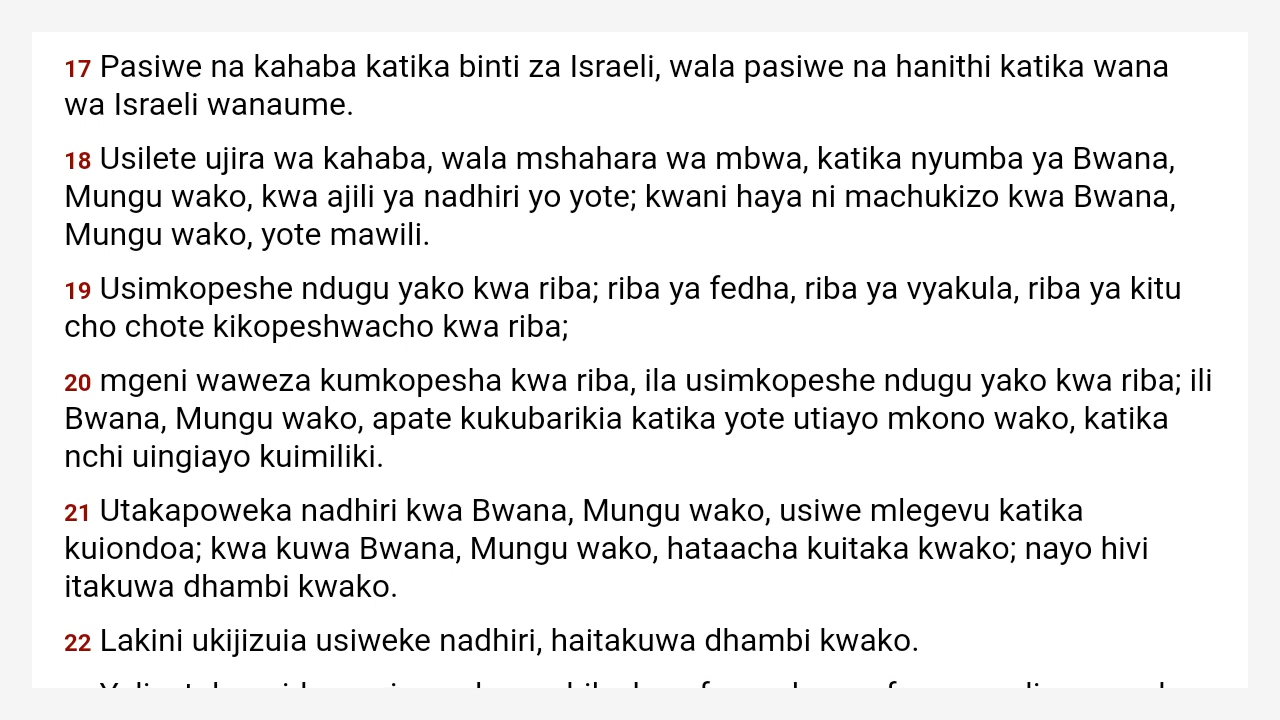 17 Pasiwe na kahaba katika binti za Israeli, wala pasiwe na hanithi katika wana
wa Israeli wanaume.
18 Usilete ujira wa kahaba, wala mshahara wa mbwa, katika nyumba ya Bwana,
Mungu wako, kwa ajili ya nadhiri yo yote; kwani haya ni machukizo kwa Bwana,
Mungu wako, yote mawili.
19 Usimkopeshe ndugu yako kwa riba; riba ya fedha, riba ya vyakula, riba ya kitu
cho chote kikopeshwacho kwa riba;
20 mgeni waweza kumkopesha kwa riba, ila usimkopeshe ndugu yako kwa riba; ili
Bwana, Mungu wako, apate kukubarikia katika yote utiayo mkono wako, katika
nchi uingiayo kuimiliki.
21 Utakapoweka nadhiri kwa Bwana, Mungu wako, usiwe mlegevu katika
kuiondoa; kwa kuwa Bwana, Mungu wako, hataacha kuitaka kwako; nayo hivi
itakuwa dhambi kwako.
22 Lakini ukijizuia usiweke nadhiri, haitakuwa dhambi kwako.